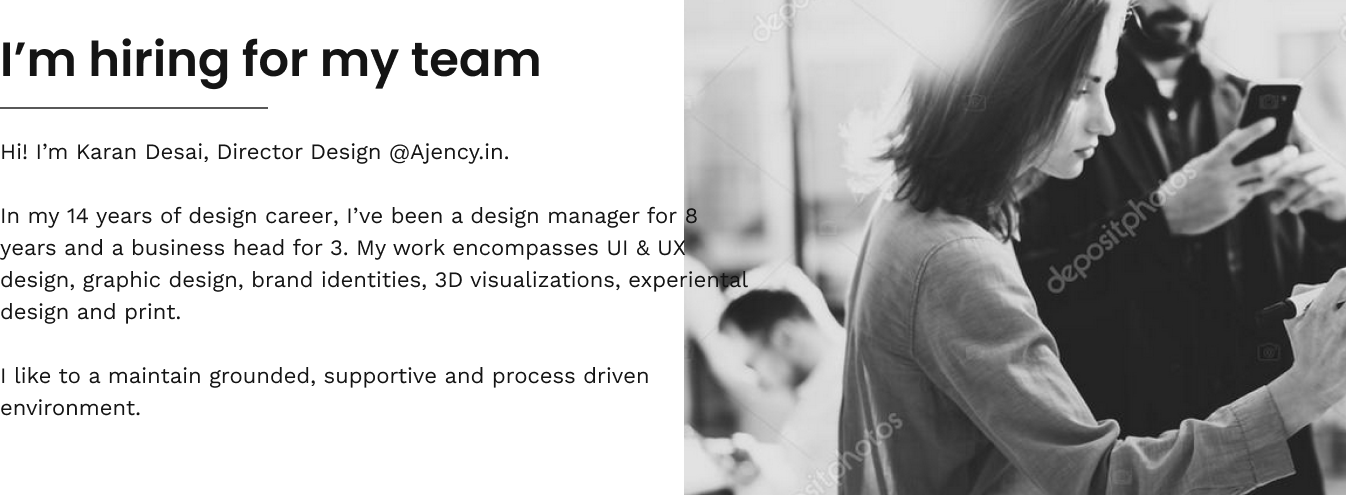 I’m hiring for my team
Hi! I’m Karan Desai, Director Design @Ajency.in.
In my 14 years of design career, I’ve been a design manager for 8
years and a business head for 3. My work encompasses UI & UX
design, graphic design, brand identities, 3D visualizations, experiental
design and print.
I like to a maintain grounded, supportive and process driven
environment.
depositphotos